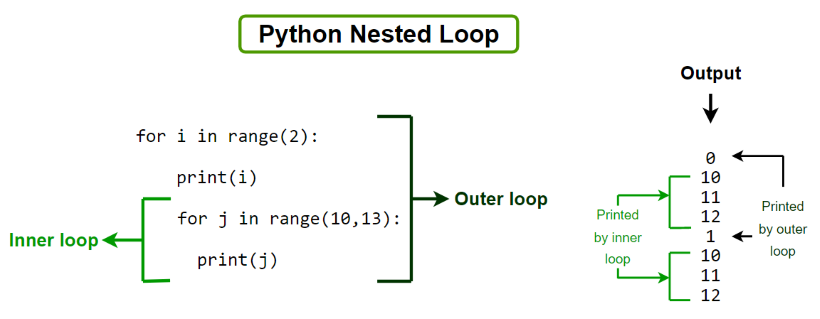 Python Nested Loop
for i in range(2):
print(i)
for j in range(10,13):
print(j)
Inner loop
Outer loop
Output
0
10
11
12
1
10
11
12
Printed
by inner
loop
Printed
by outer
loop